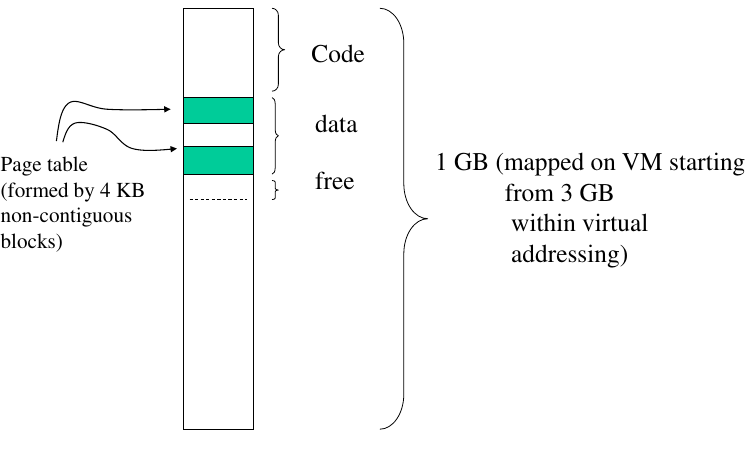 Code
data
free
Page table
(formed by 4 KB
non-contiguous
blocks)
1 GB (mapped on VM starting
from 3 GB
within virtual
addressing)